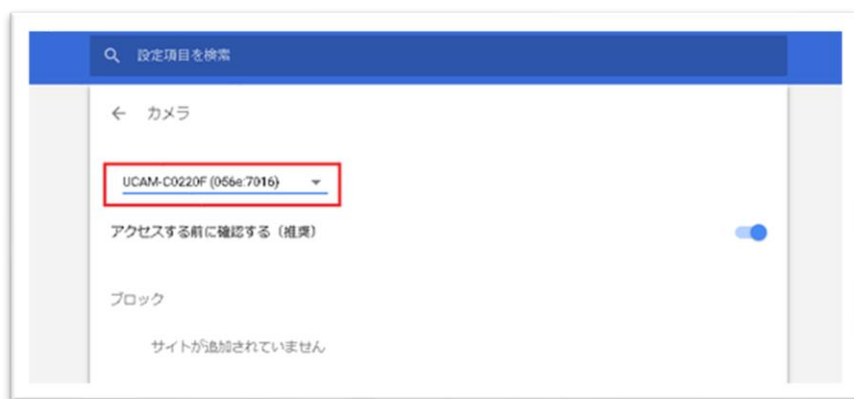 設定項目を検索
← カメラ
UCAM-C0220F (056e:7016)
アクセスする前に確認する（推奨）
ブロック
サイトが追加されていません